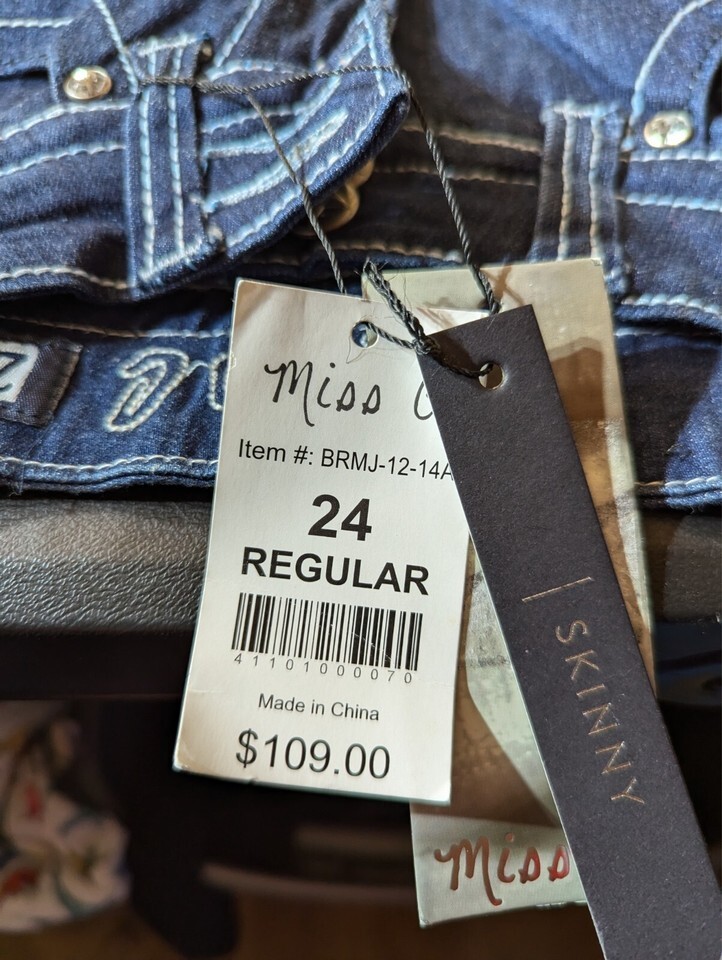 Miss
Item #: BRMJ-12-14A
24
REGULAR
41101000070
Made in China
$109.00
| SKINNY
Miss